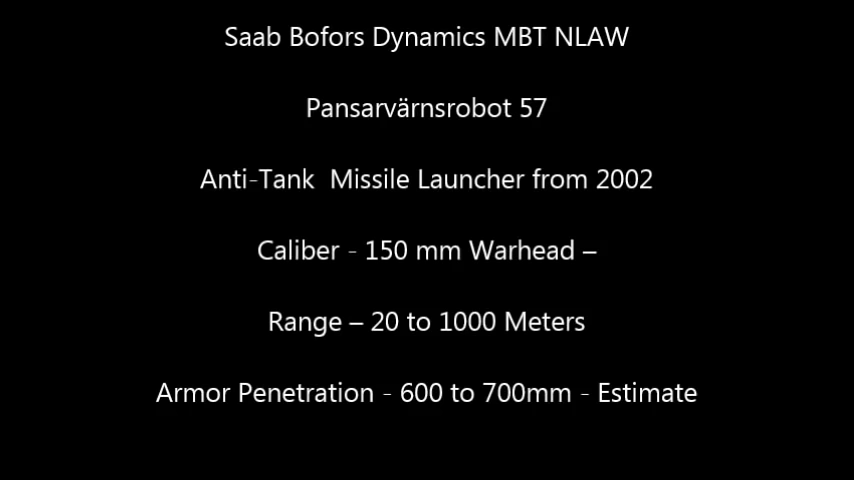 Saab Bofors Dynamics MBT NLAW
Pansarvärnsrobot 57
Anti-Tank  Missile Launcher from 2002
Caliber - 150 mm Warhead –
Range – 20 to 1000 Meters
Armor Penetration - 600 to 700mm - Estimate